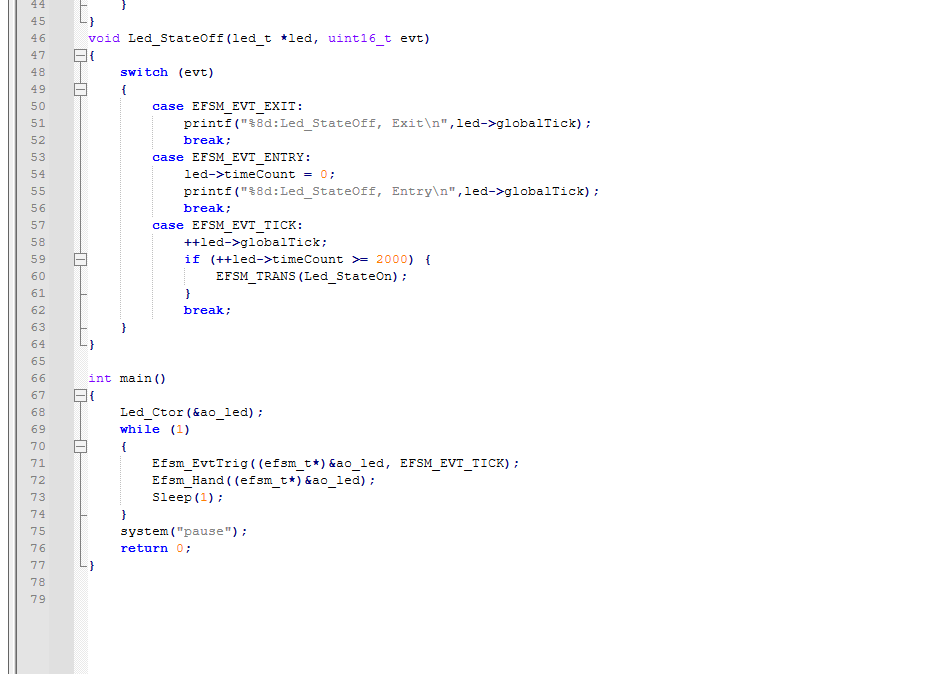 44 }
45 }
46 void Led_StateOff(led_t *led, uint16_t evt)
47 {
48 switch (evt)
49 {
50 case EFSM_EVT_EXIT:
51 printf("%8d:Led_StateOff, Exit\n",led->globalTick);
52 break;
53 case EFSM_EVT_ENTRY:
54 led->timeCount = 0;
55 printf("%8d:Led_StateOff, Entry\n",led->globalTick);
56 break;
57 case EFSM_EVT_TICK:
58 ++led->globalTick;
59 if (++led->timeCount >= 2000) {
60 EFSM_TRANS(Led_StateOn);
61 }
62 break;
63 }
64 }
65
66 int main()
67 {
68 Led_Ctor(&ao_led);
69 while (1)
70 {
71 Efsm_EvtTrig((efsm_t*)&ao_led, EFSM_EVT_TICK);
72 Efsm_Hand((efsm_t*)&ao_led);
73 Sleep(1);
74 }
75 system("pause");
76 return 0;
77 }
78
79